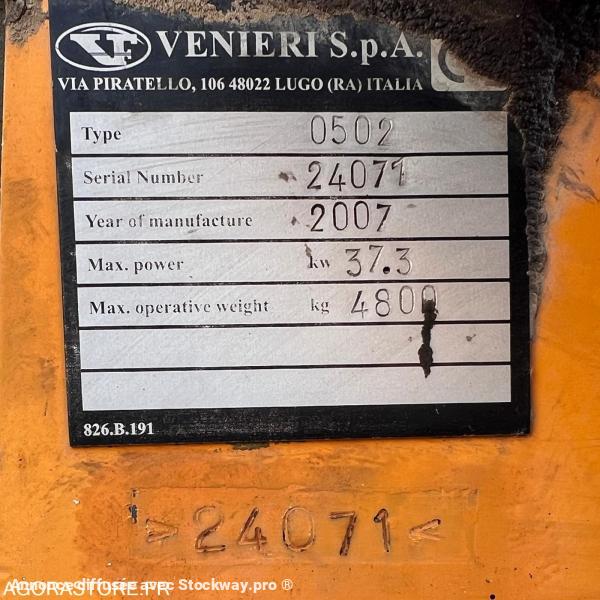 VF VENIERI S.p.A.
VIA PIRATELLO, 106 48022 LUGO (RA) ITALIA
Type 0502
Serial Number 24071
Year of manufacture 2007
Max. power kw 37.3
Max. operative weight kg 4800
826.B.191
>24071<
Annonce diffusée avec Stockway.pro ®
AGORASTORE.FR